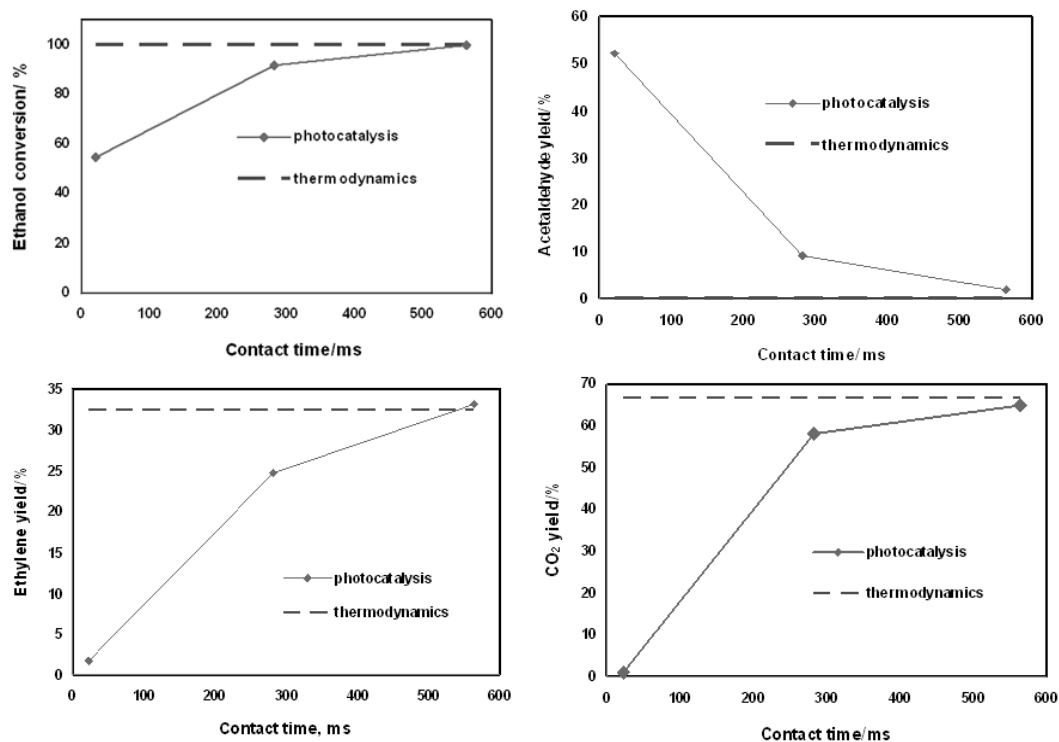 Ethanol conversion/ %
100
80
60
40
20
0
photocatalysis
thermodynamics
0 100 200 300 400 500 600
Contact time/ms
Acetaldehyde yield/ %
60
50
40
30
20
10
0
photocatalysis
thermodynamics
0 100 200 300 400 500 600
Contact time/ms
Ethylene yield/%
35
30
25
20
15
10
5
0
photocatalysis
thermodynamics
0 100 200 300 400 500 600
Contact time, ms
CO₂ yield/%
70
60
50
40
30
20
10
0
photocatalysis
thermodynamics
0 100 200 300 400 500 600
Contact time/ms